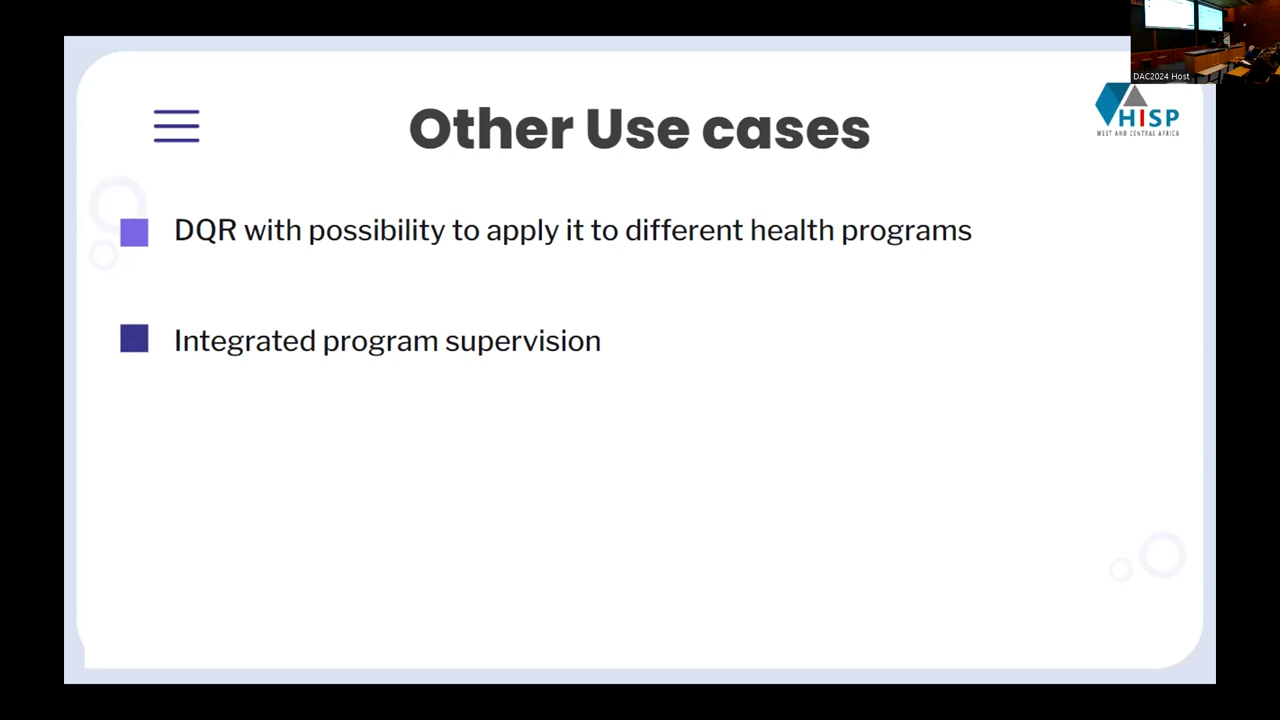 DAC2024 Host
Other Use cases
HISP
WEST AND CENTRAL AFRICA
DQR with possibility to apply it to different health programs
Integrated program supervision